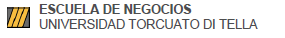 ESCUELA DE NEGOCIOS
UNIVERSIDAD TORCUATO DI TELLA